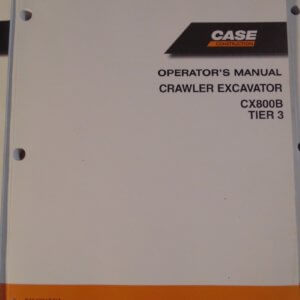 CASE
CONSTRUCTION
OPERATOR'S MANUAL
CRAWLER EXCAVATOR
CX800B
TIER 3